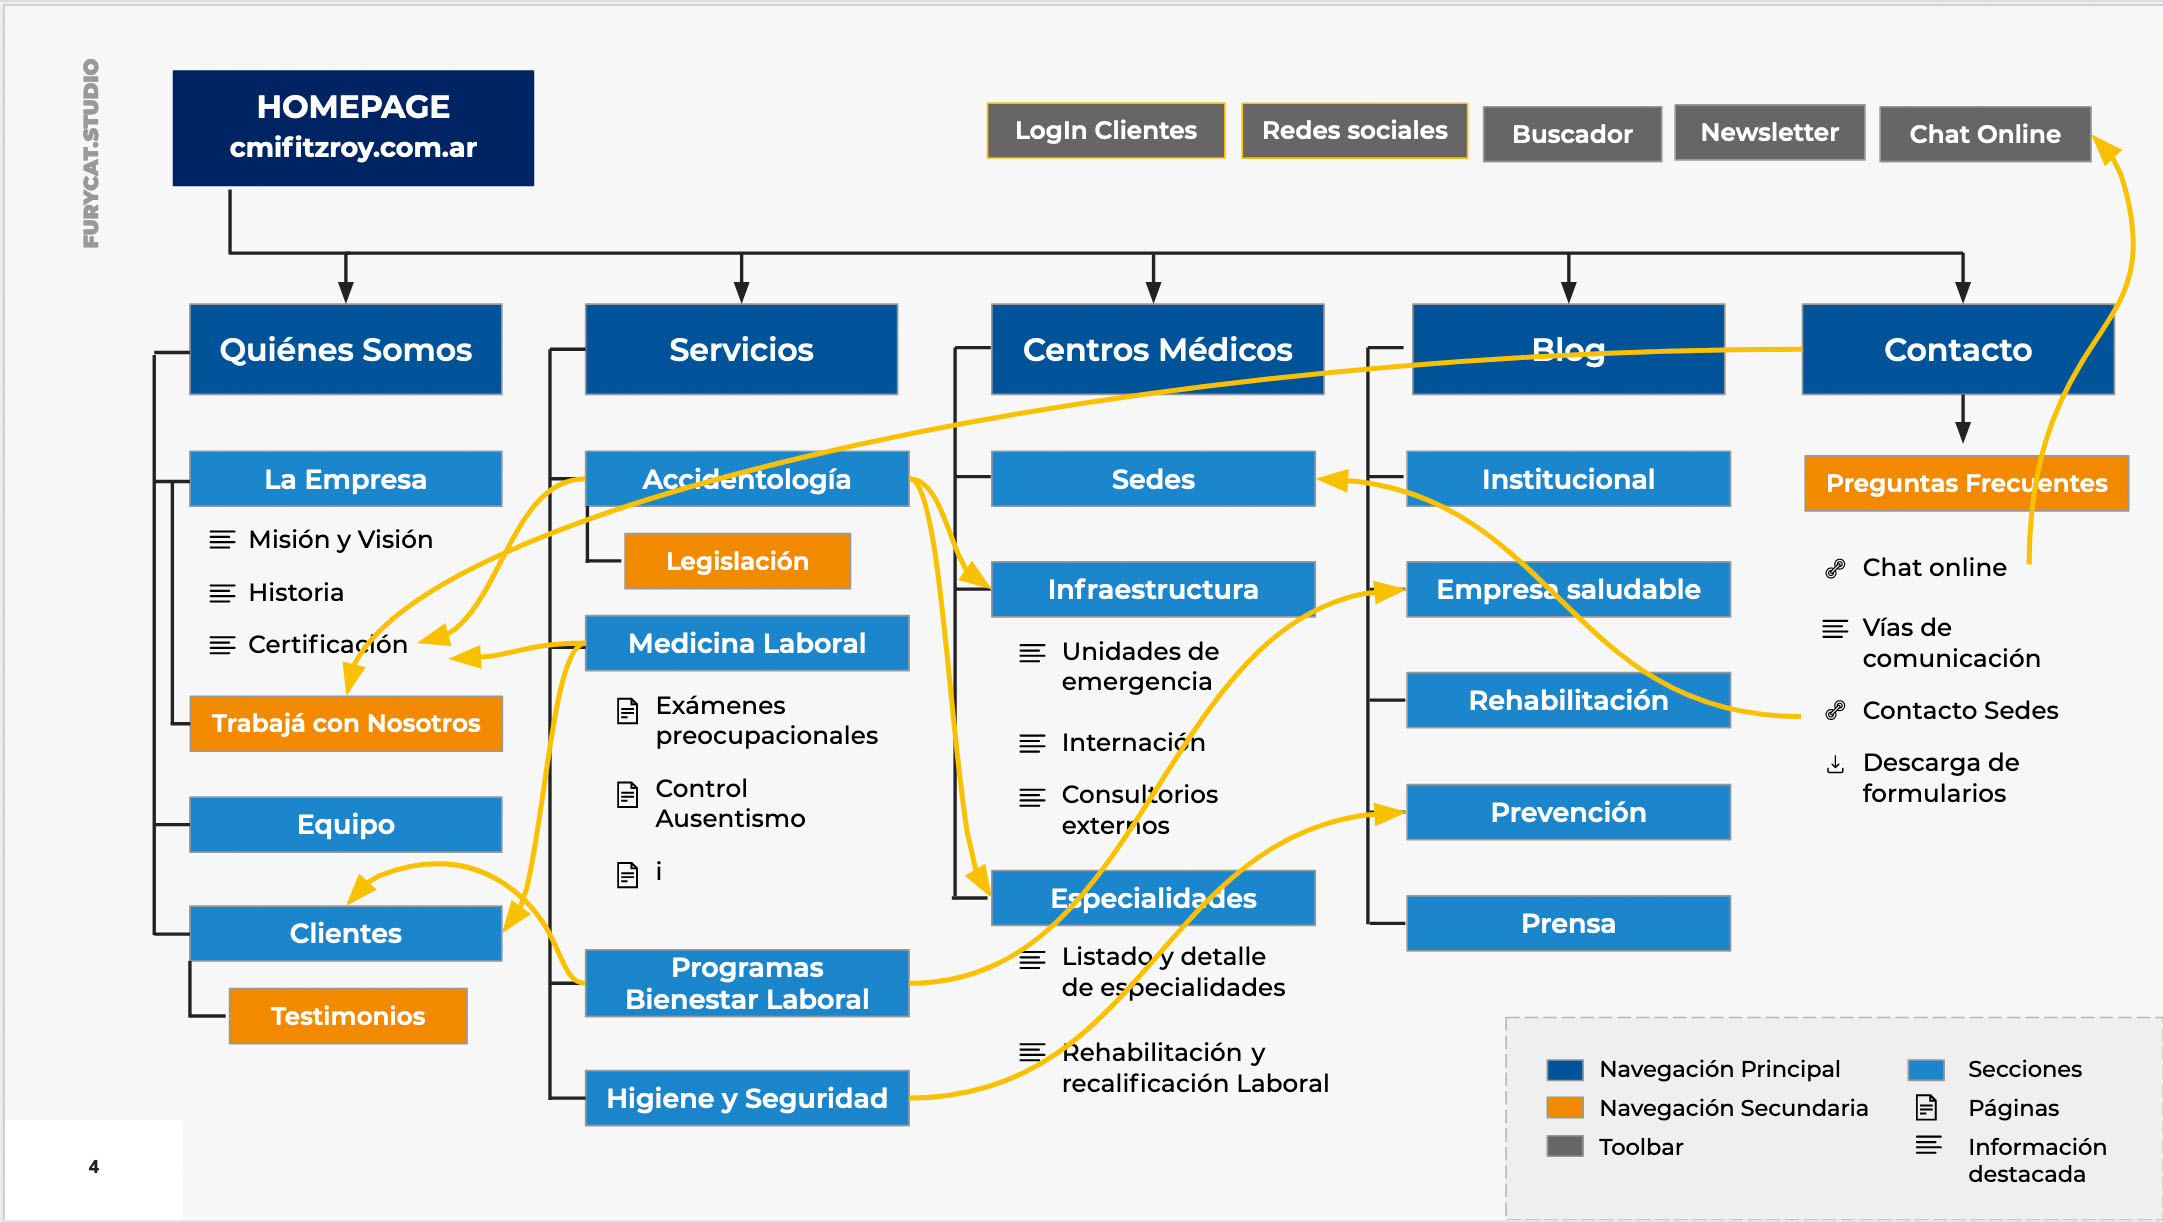 FURYCAT.STUDIO
HOMEPAGE
cmifitzroy.com.ar
LogIn Clientes
Redes sociales
Buscador
Newsletter
Chat Online
Quiénes Somos
La Empresa
Misión y Visión
Historia
Certificación
Trabajá con Nosotros
Equipo
Clientes
Testimonios
Servicios
Accidentología
Legislación
Medicina Laboral
Exámenes
preocupacionales
Control
Ausentismo
i
Programas
Bienestar Laboral
Higiene y Seguridad
Centros Médicos
Sedes
Infraestructura
Unidades de
emergencia
Internación
Consultorios
externos
Especialidades
Listado y detalle
de especialidades
Rehabilitación y
recalificación Laboral
Blog
Institucional
Empresa saludable
Rehabilitación
Prevención
Prensa
Contacto
Preguntas Frecuentes
Chat online
Vías de
comunicación
Contacto Sedes
Descarga de
formularios
Navegación Principal
Navegación Secundaria
Toolbar
Secciones
Páginas
Información
destacada
4